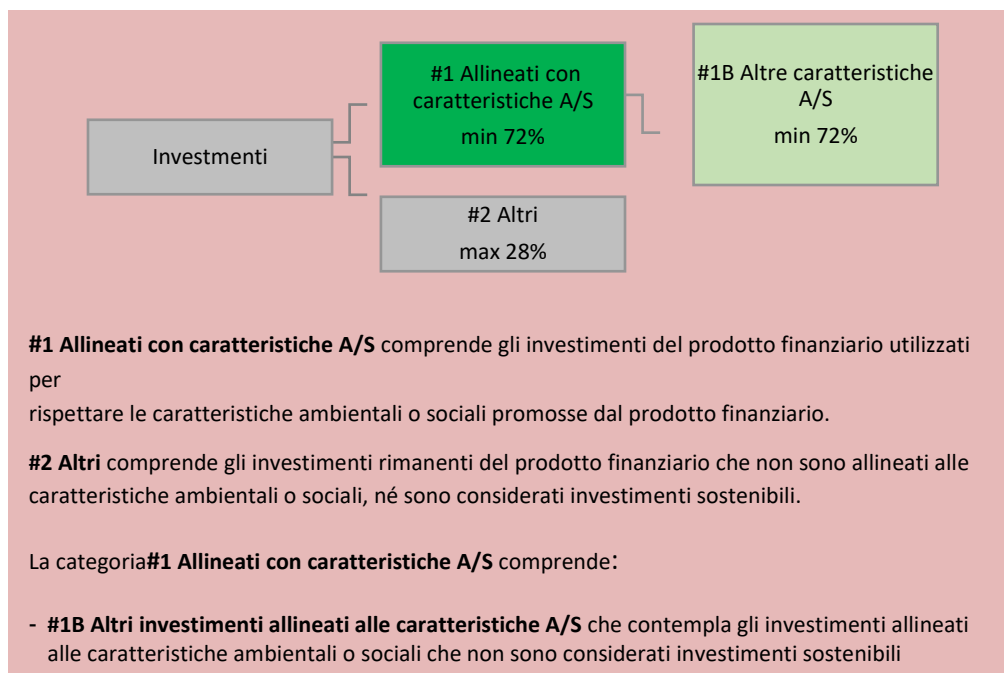 #1 Allineati con
caratteristiche A/S
min 72%
#1B Altre caratteristiche
A/S
min 72%
Investimenti
#2 Altri
max 28%
#1 Allineati con caratteristiche A/S comprende gli investimenti del prodotto finanziario utilizzati
per
rispettare le caratteristiche ambientali o sociali promosse dal prodotto finanziario.
#2 Altri comprende gli investimenti rimanenti del prodotto finanziario che non sono allineati alle
caratteristiche ambientali o sociali, né sono considerati investimenti sostenibili.
La categoria#1 Allineati con caratteristiche A/S comprende:
- #1B Altri investimenti allineati alle caratteristiche A/S che contempla gli investimenti allineati
alle caratteristiche ambientali o sociali che non sono considerati investimenti sostenibili